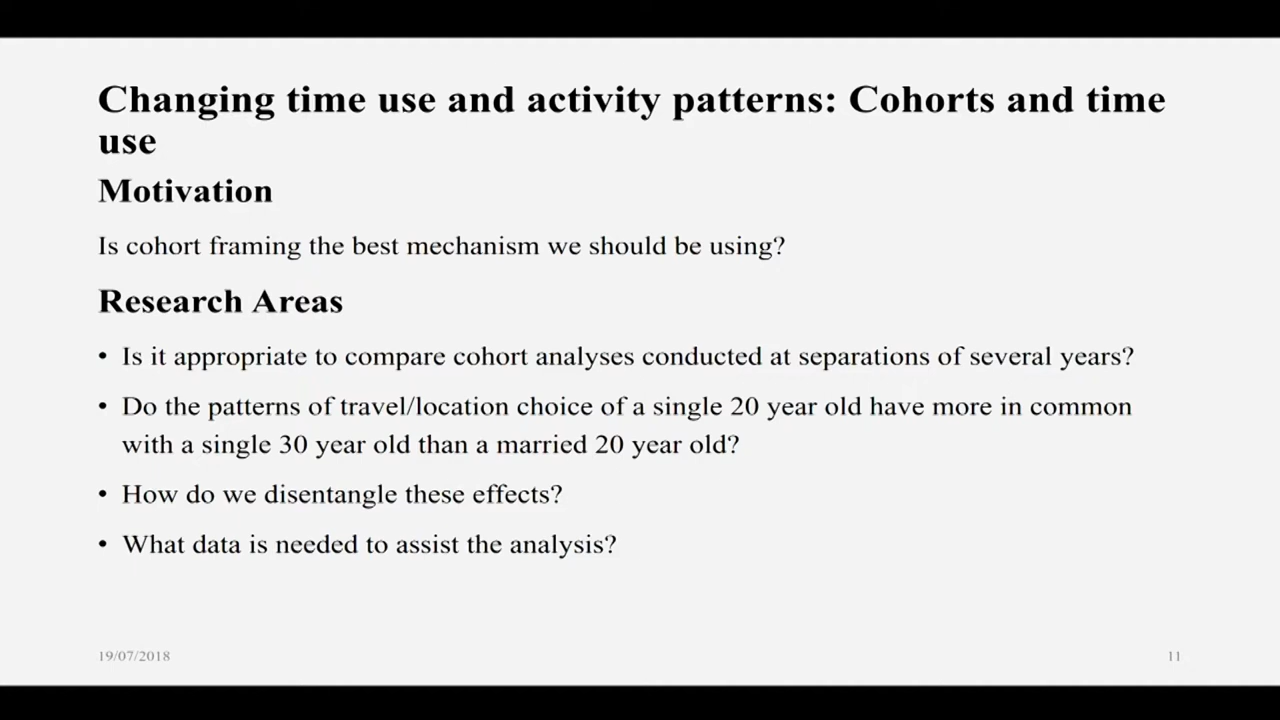 Changing time use and activity patterns: Cohorts and time
use
Motivation
Is cohort framing the best mechanism we should be using?
Research Areas
• Is it appropriate to compare cohort analyses conducted at separations of several years?
• Do the patterns of travel/location choice of a single 20 year old have more in common
with a single 30 year old than a married 20 year old?
• How do we disentangle these effects?
• What data is needed to assist the analysis?
19/07/2018
11